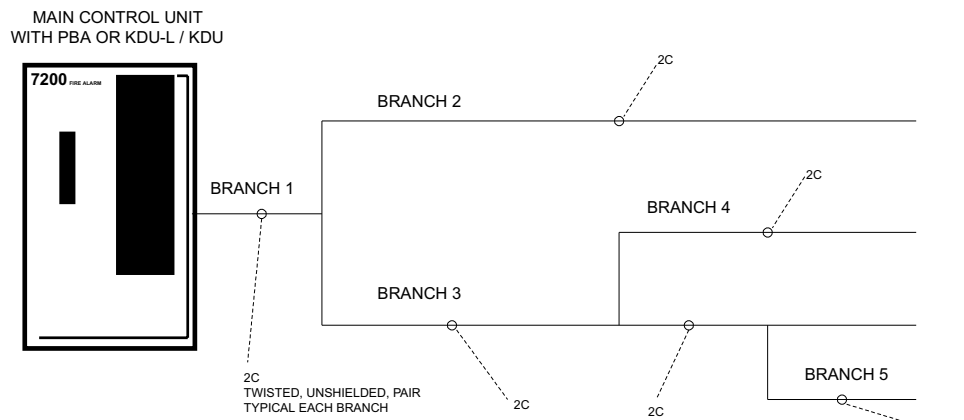 MAIN CONTROL UNIT
WITH PBA OR KDU-L / KDU
7200 FIRE ALARM
2C
BRANCH 2
2C
BRANCH 1
BRANCH 4
BRANCH 3
BRANCH 5
2C
TWISTED, UNSHIELDED, PAIR
TYPICAL EACH BRANCH
2C
2C